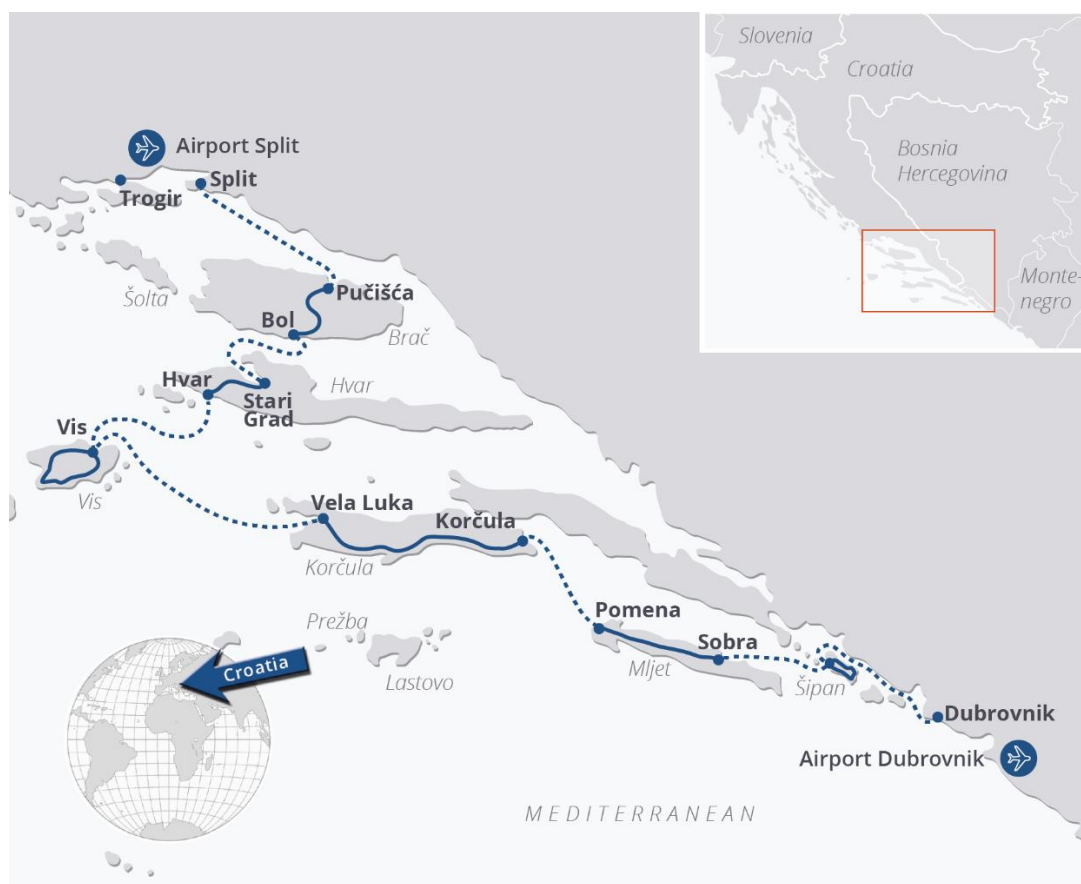 Slovenia
Croatia
Bosnia
Hercegovina
Monte-
negro
Airport Split
Split
Trogir
Šolta
Pučišća
Bol
Brač
Hvar
Stari
Grad
Hvar
Vis
Vis
Vela Luka
Korčula
Korčula
Pomena
Sobra
Mljet
Prežba
Lastovo
Šipan
Dubrovnik
Airport Dubrovnik
Croatia
MEDITERRANEAN